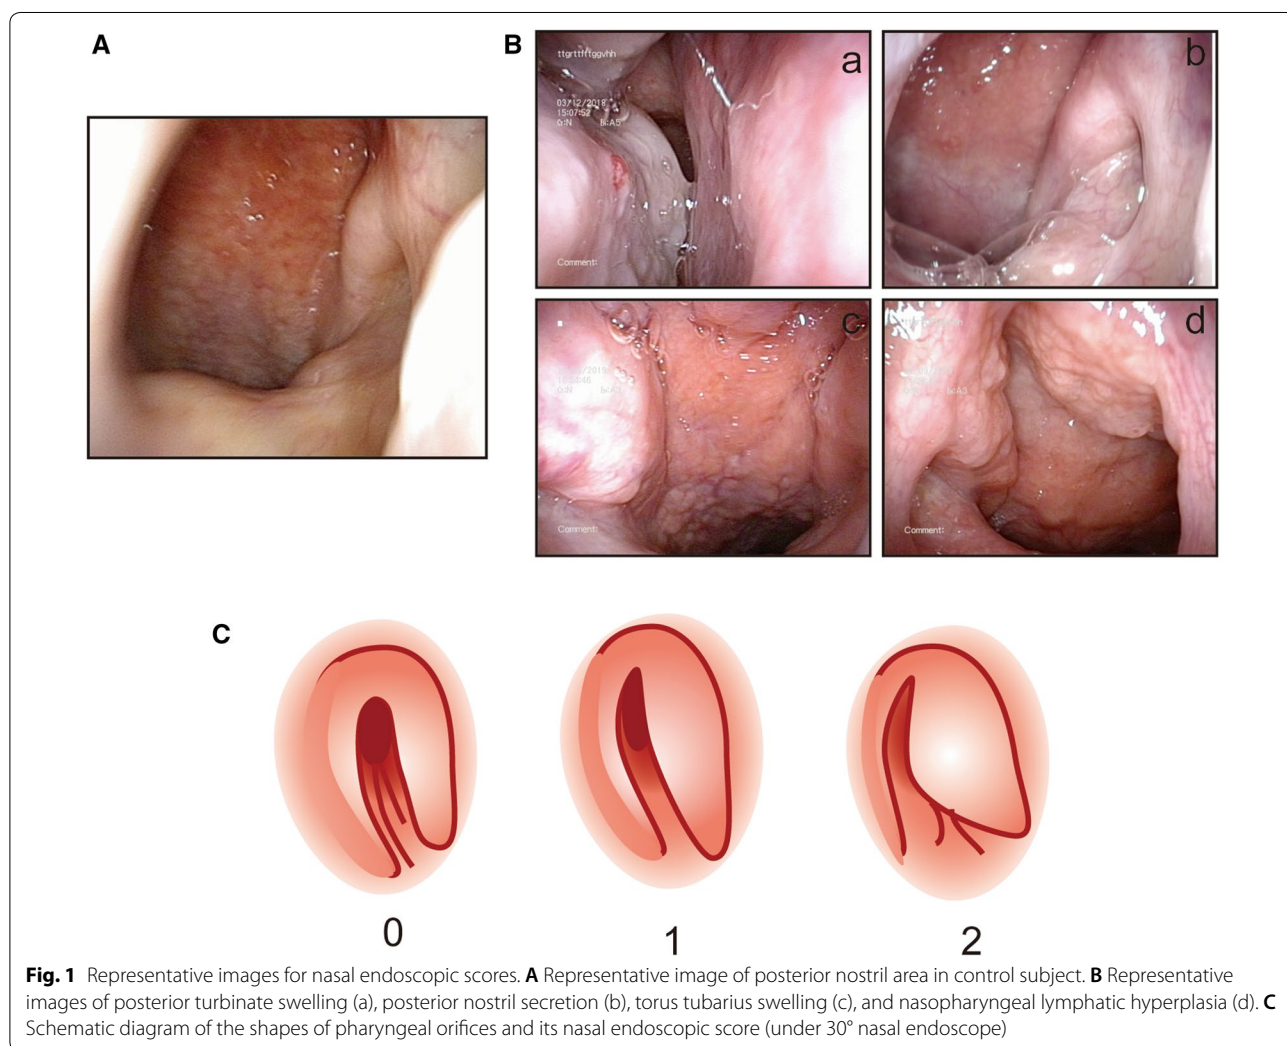 A
B
ttgrttfftggvhh
a
03/12/2018
15:07:52
Comment:
b
c
Comment:
d
Comment:
C
0
1
2
Fig. 1 Representative images for nasal endoscopic scores. A Representative image of posterior nostril area in control subject. B Representative
images of posterior turbinate swelling (a), posterior nostril secretion (b), torus tubarius swelling (c), and nasopharyngeal lymphatic hyperplasia (d). C
Schematic diagram of the shapes of pharyngeal orifices and its nasal endoscopic score (under 30° nasal endoscope)